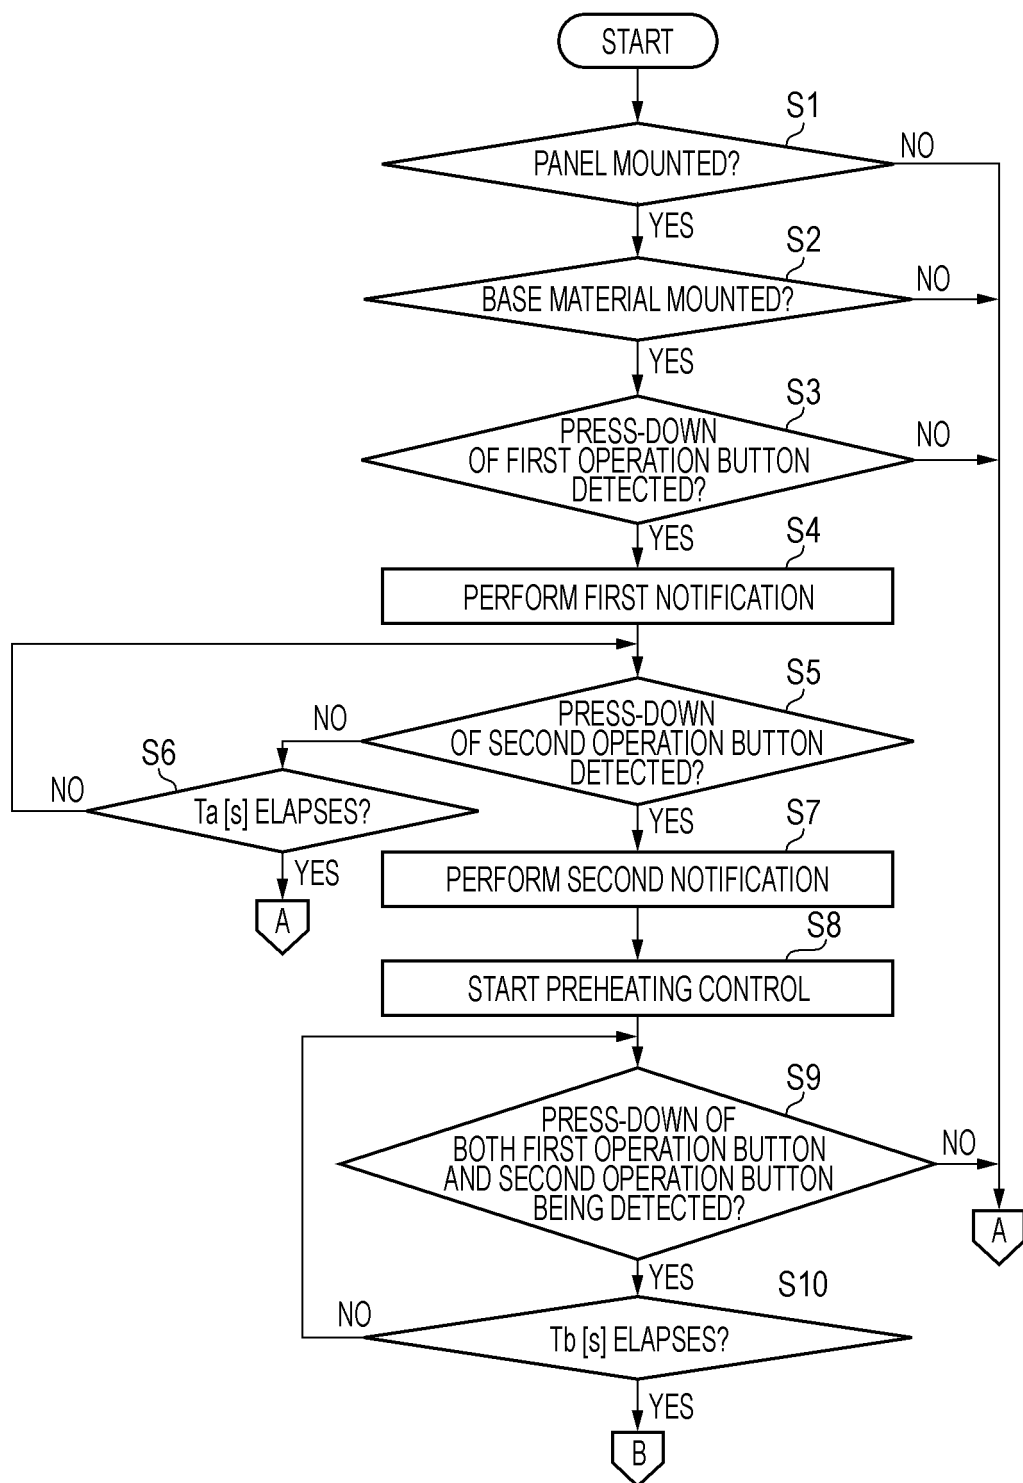 START
S1
PANEL MOUNTED?
NO
YES
S2
BASE MATERIAL MOUNTED?
NO
YES
S3
PRESS-DOWN
OF FIRST OPERATION BUTTON
DETECTED?
NO
YES
S4
PERFORM FIRST NOTIFICATION
S5
PRESS-DOWN
OF SECOND OPERATION BUTTON
DETECTED?
NO
S6
NO
Ta [s] ELAPSES?
YES
A
YES
S7
PERFORM SECOND NOTIFICATION
S8
START PREHEATING CONTROL
S9
PRESS-DOWN OF
BOTH FIRST OPERATION BUTTON
AND SECOND OPERATION BUTTON
BEING DETECTED?
NO
A
YES
S10
NO
Tb [s] ELAPSES?
YES
B